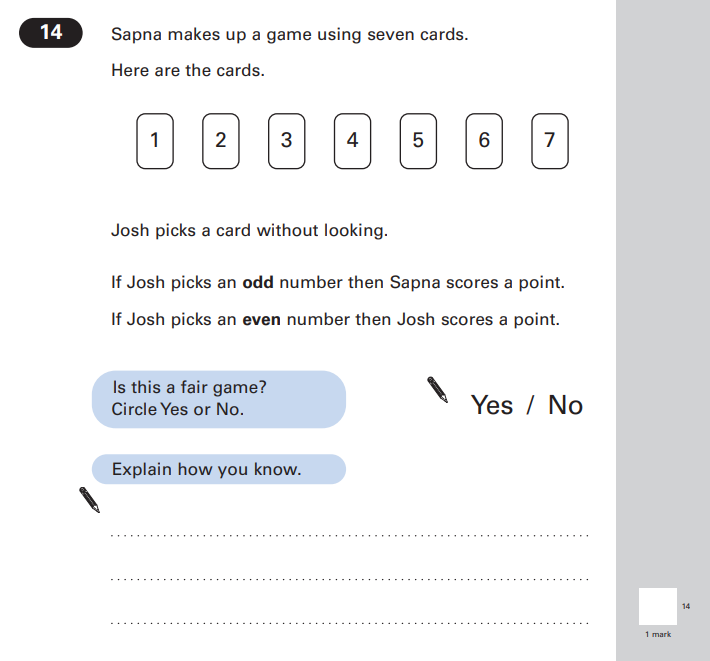 14
Sapna makes up a game using seven cards.
Here are the cards.
1 2 3 4 5 6 7
Josh picks a card without looking.
If Josh picks an odd number then Sapna scores a point.
If Josh picks an even number then Josh scores a point.
Is this a fair game?
Circle Yes or No.
Yes / No
Explain how you know.
14
1 mark